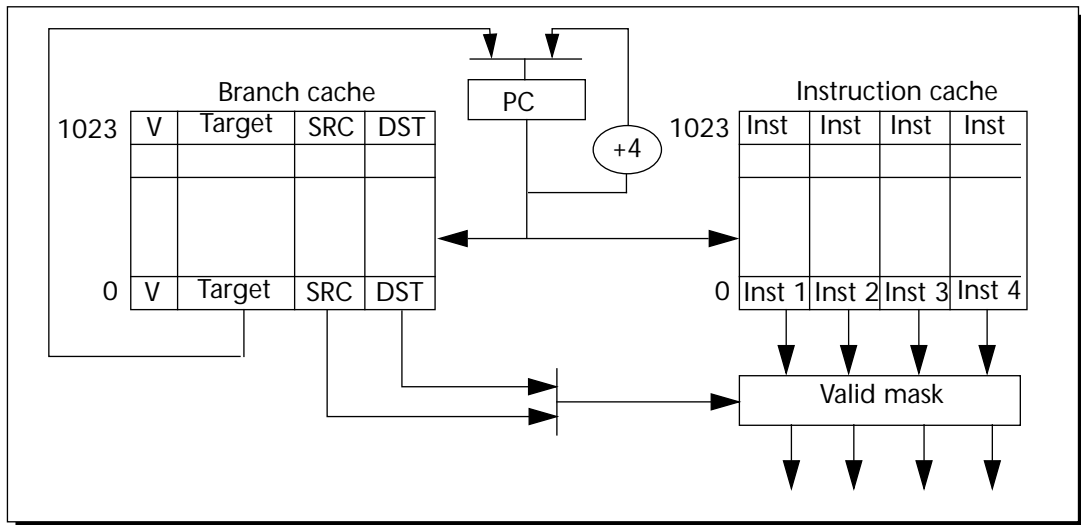 Branch cache
PC
Instruction cache
1023 V Target SRC DST
+4
1023 Inst Inst Inst Inst
0 V Target SRC DST
0 Inst 1 Inst 2 Inst 3 Inst 4
Valid mask